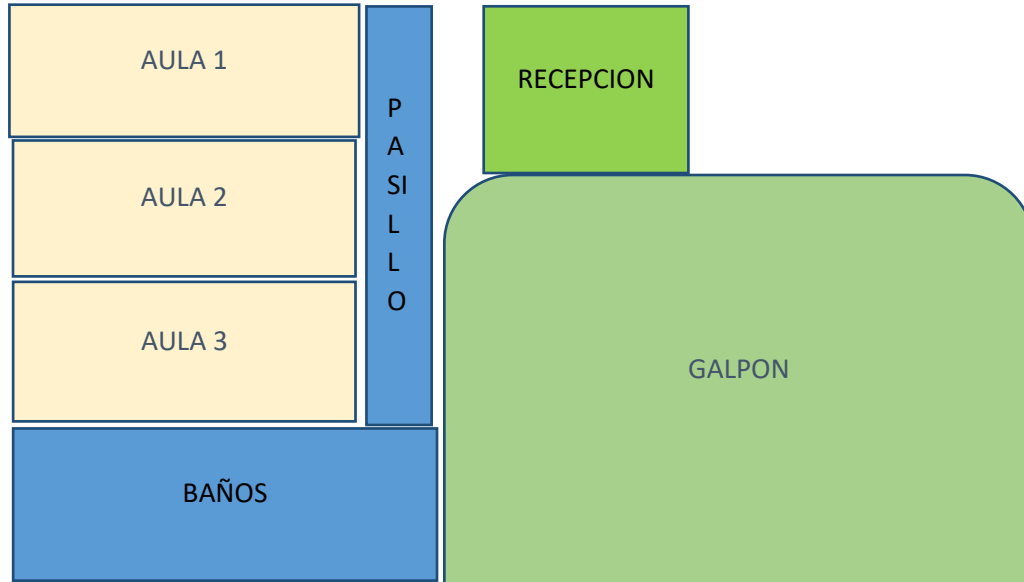 AULA 1
AULA 2
AULA 3
P
A
SI
L
L
O
RECEPCION
GALPON
BAÑOS